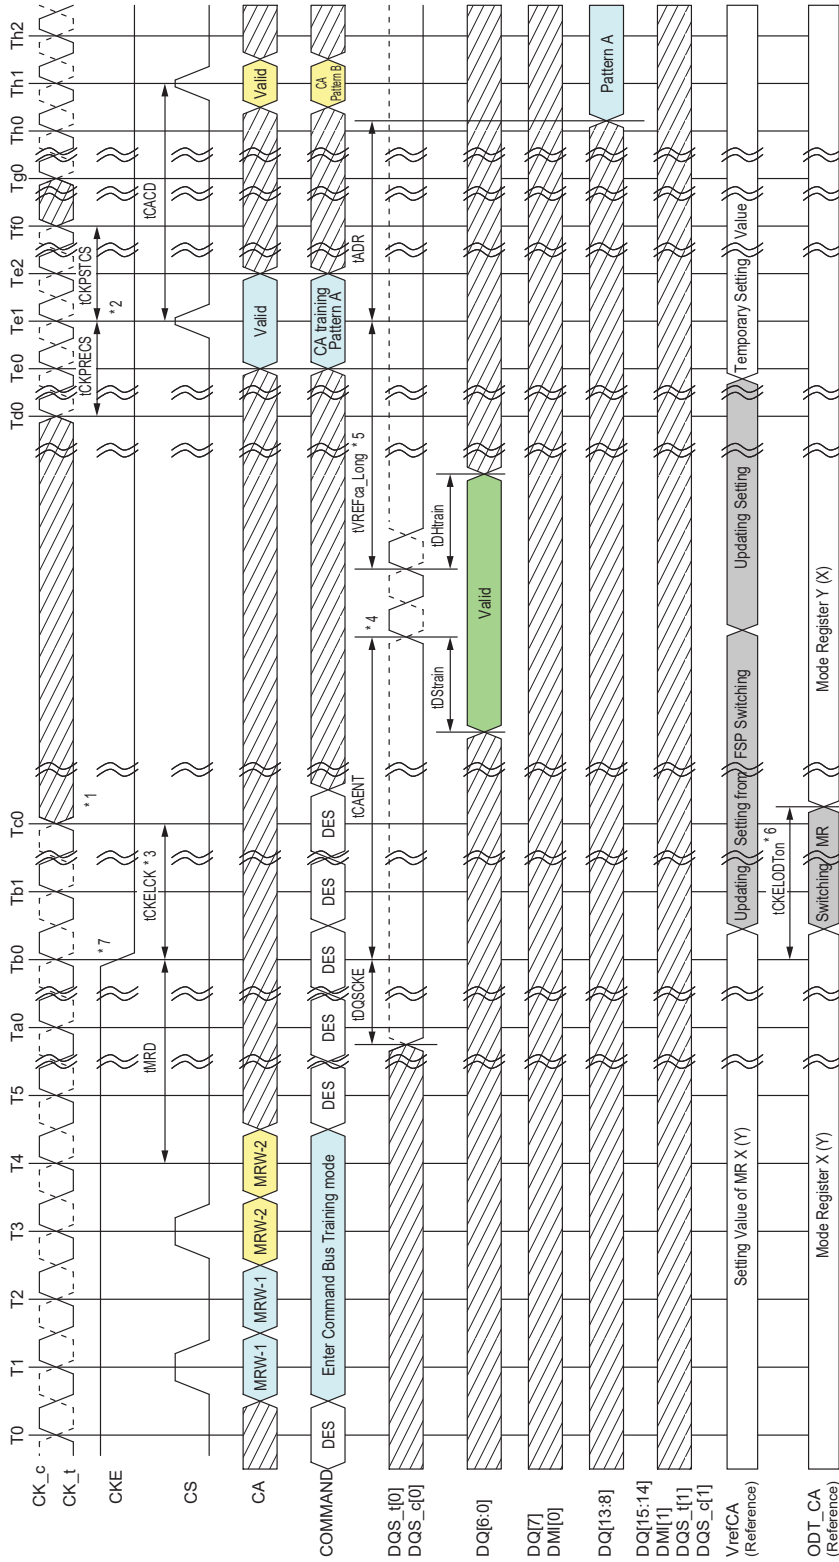 T0 T1 T2 T3 T4 T5 Ta0 Tb0 Tb1 Tc0 Td0 Te0 Te1 Te2 Tf0 Tg0 Th0 Th1 Th2
CK_c
CK_t
* 1
tCKPRECS
tCKPSTCS
* 2
CKE
* 7
tMRD
tCKELCK * 3
CS
tCACD
CA
MRW-1
MRW-1
MRW-2
MRW-2
Valid
Valid
COMMAND
DES
Enter Command Bus Training mode
DES
DES
DES
DES
DES
CA training
Pattern A
CA
Pattern B
tDQSCKE
tCAENT
tVREFca_Long * 5
tADR
DQS_t[0]
DQS_c[0]
* 4
tDStrain
tDHtrain
DQ[6:0]
Valid
DQ[7]
DMI[0]
DQ[13:8]
Pattern A
DQ[15:14]
DMI[1]
DQS_t[1]
DQS_c[1]
VrefCA
(Reference)
Setting Value of MR X (Y)
Updating Setting from FSP Switching
Updating Setting
Temporary Setting Value
tCKELODTon * 6
ODT_CA
(Reference)
Mode Register X (Y)
Switching MR
Mode Register Y (X)